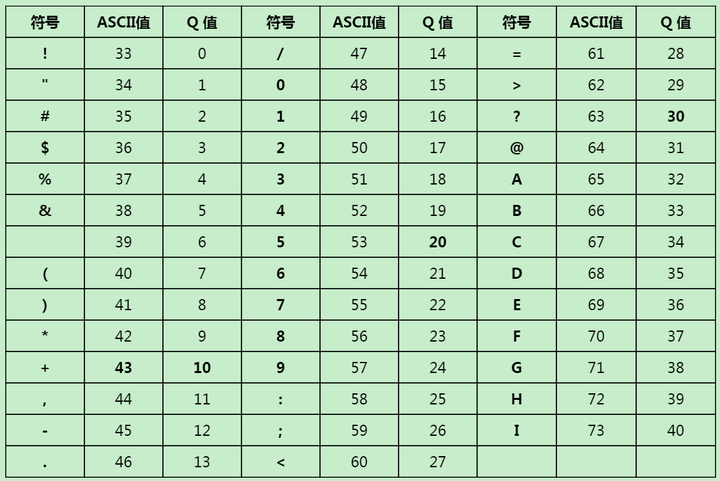 符号 ASCII值 Q 值 符号 ASCII值 Q 值 符号 ASCII值 Q 值
! 33 0 / 47 14 = 61 28
" 34 1 0 48 15 > 62 29
# 35 2 1 49 16 ? 63 30
$ 36 3 2 50 17 @ 64 31
% 37 4 3 51 18 A 65 32
& 38 5 4 52 19 B 66 33
39 6 5 53 20 C 67 34
( 40 7 6 54 21 D 68 35
) 41 8 7 55 22 E 69 36
* 42 9 8 56 23 F 70 37
+ 43 10 9 57 24 G 71 38
, 44 11 : 58 25 H 72 39
- 45 12 ; 59 26 I 73 40
. 46 13 < 60 27